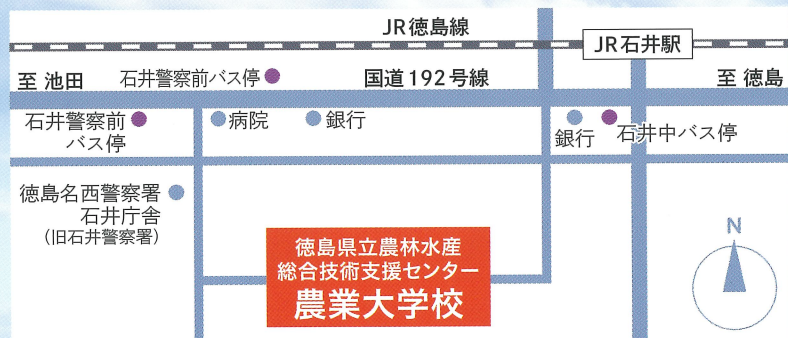 JR徳島線
JR石井駅
至 池田
石井警察前バス停
国道192号線
至 徳島
石井警察前
バス停
病院
銀行
銀行
石井中バス停
徳島名西警察署
石井庁舎
(旧石井警察署)
徳島県立農林水産
総合技術支援センター
農業大学校
N